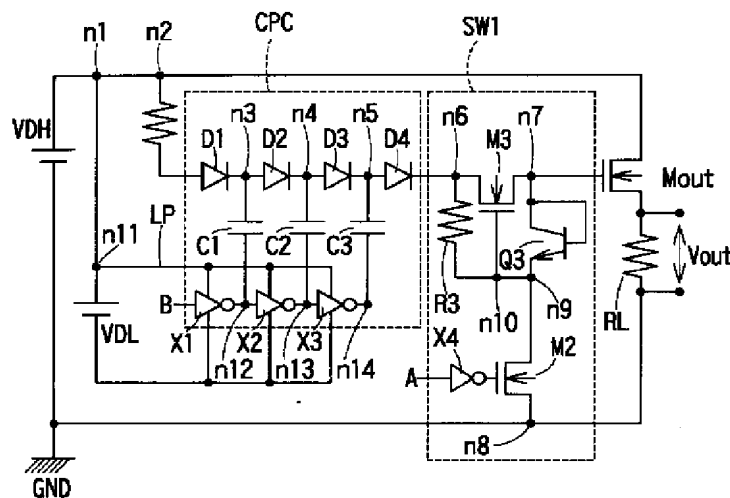 CPC
SW1
n1
n2
n3
n4
n5
n6
n7
VDH
D1
D2
D3
D4
M3
Mout
LP
n11
C1
C2
C3
R3
Q3
Vout
n10
n9
RL
B
VDL
X1
X2
X3
n12
n13
n14
X4
M2
A
n8
GND